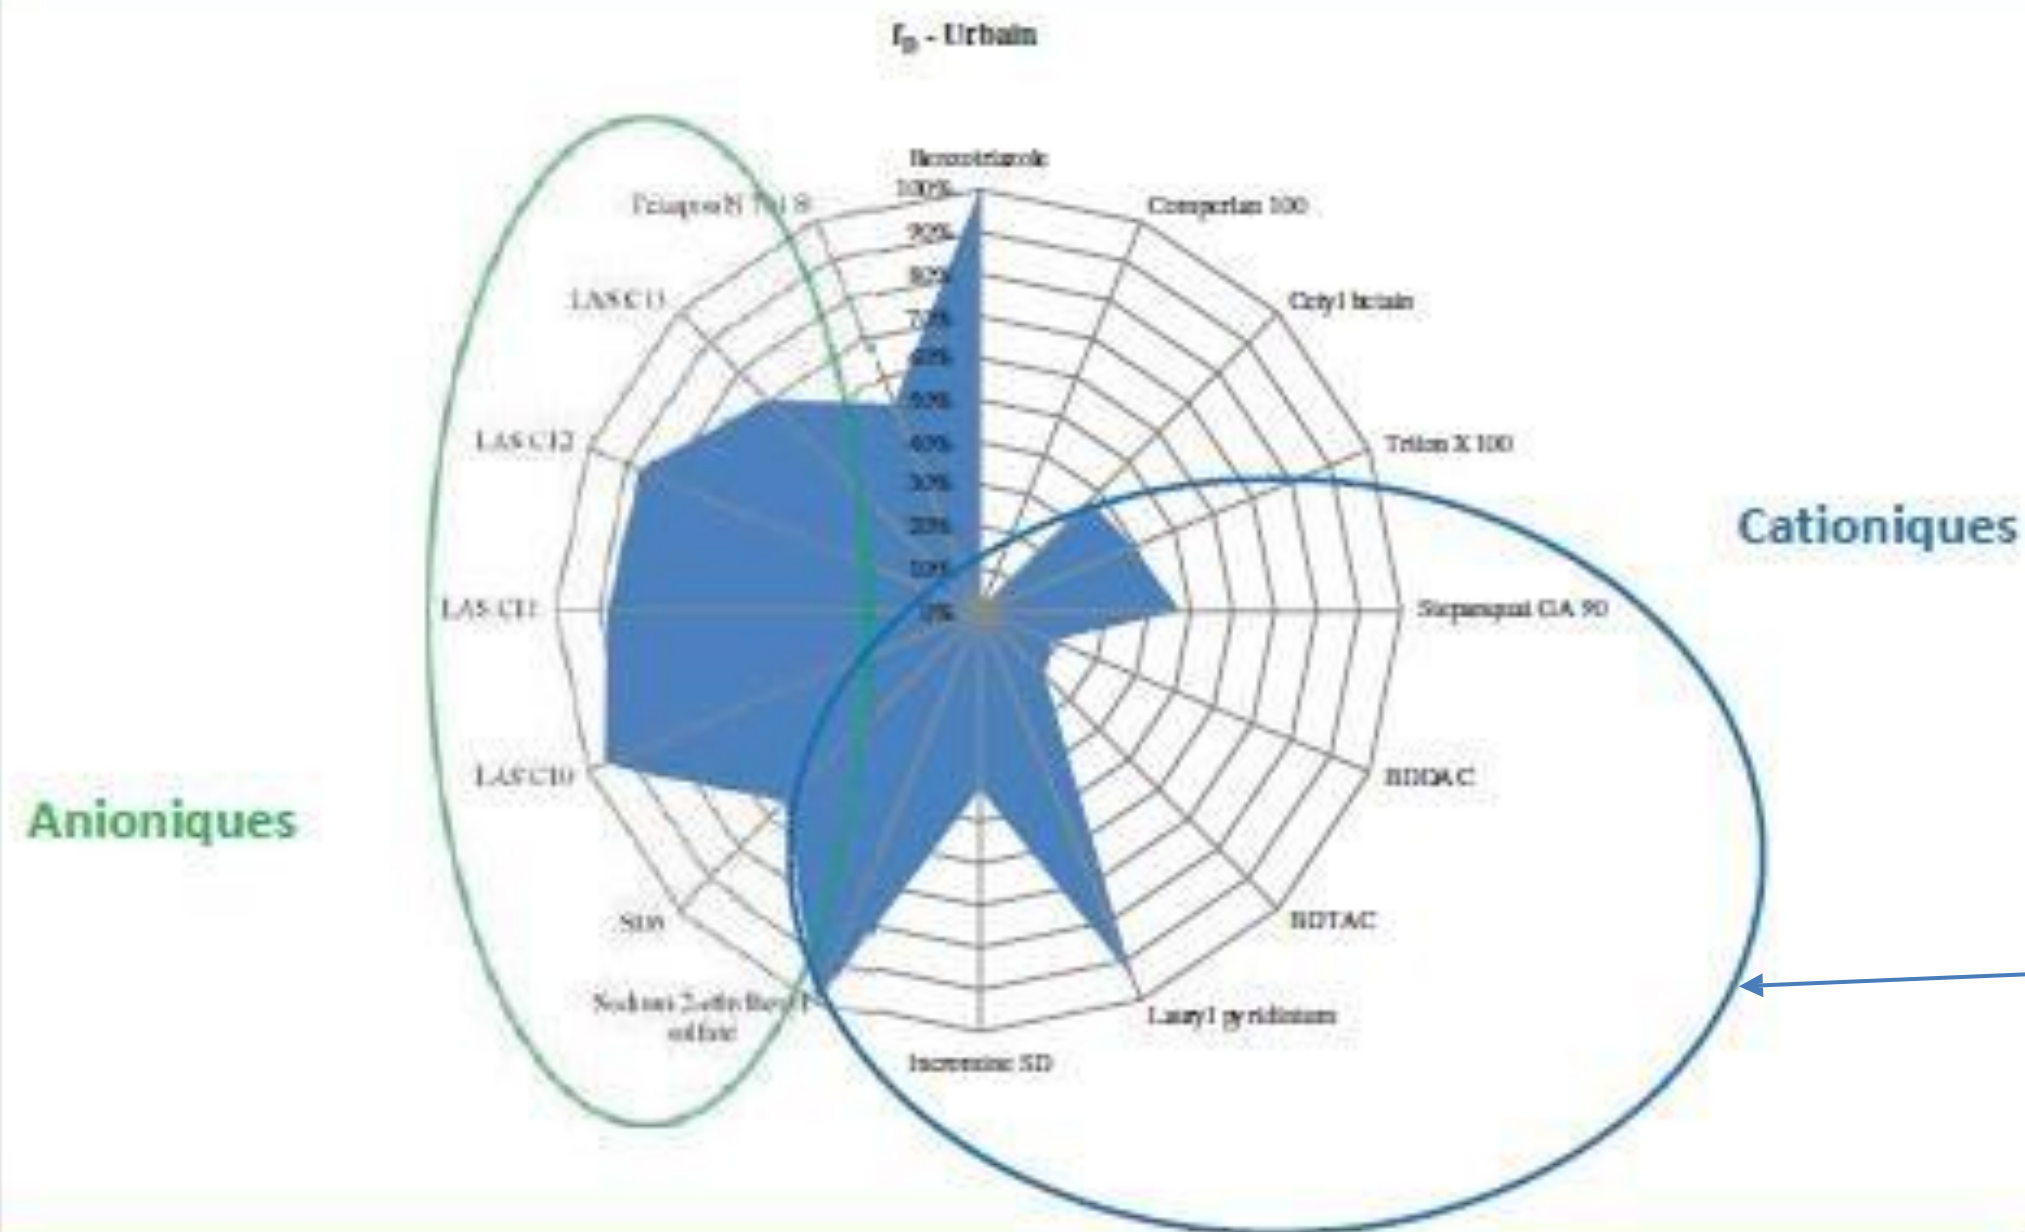 f_D - Urbain
Benzotriazole
Comperlan 100
Cetyl betain
Triton X 100
Stepanquat GA 90
BDDAC
BDTAC
Lauryl pyridinium
Incromine SD
Sodium 2-ethylhexyl
sulfate
SDS
LAS C10
LAS C11
LAS C12
LAS C13
100%
90%
80%
70%
60%
50%
40%
30%
20%
10%
0%
Anioniques
Cationiques